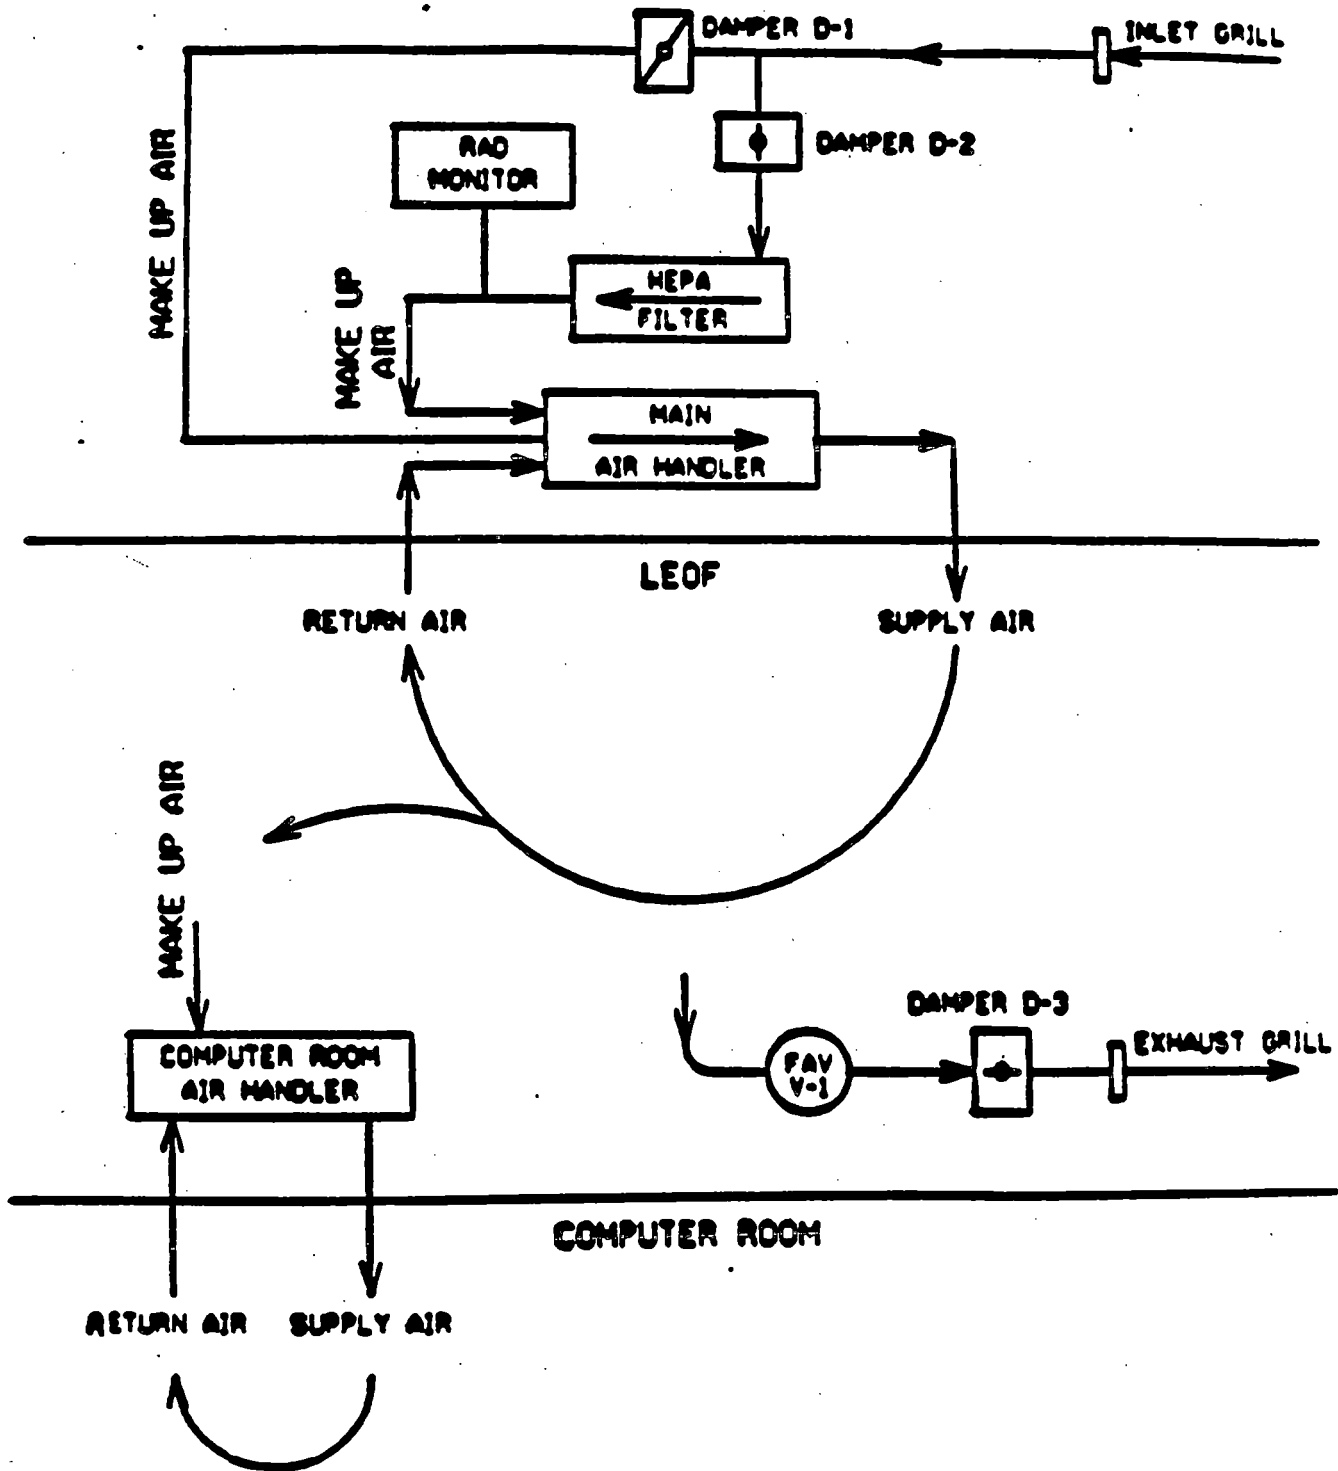 DAMPER D-1
INLET GRILL
DAMPER D-2
RAD
MONITOR
MAKE UP AIR
HEPA
FILTER
MAKE UP
AIR
MAIN
AIR HANDLER
LEOF
RETURN AIR
SUPPLY AIR
MAKE UP AIR
DAMPER D-3
EXHAUST GRILL
FAV
V-1
COMPUTER ROOM
AIR HANDLER
COMPUTER ROOM
RETURN AIR
SUPPLY AIR